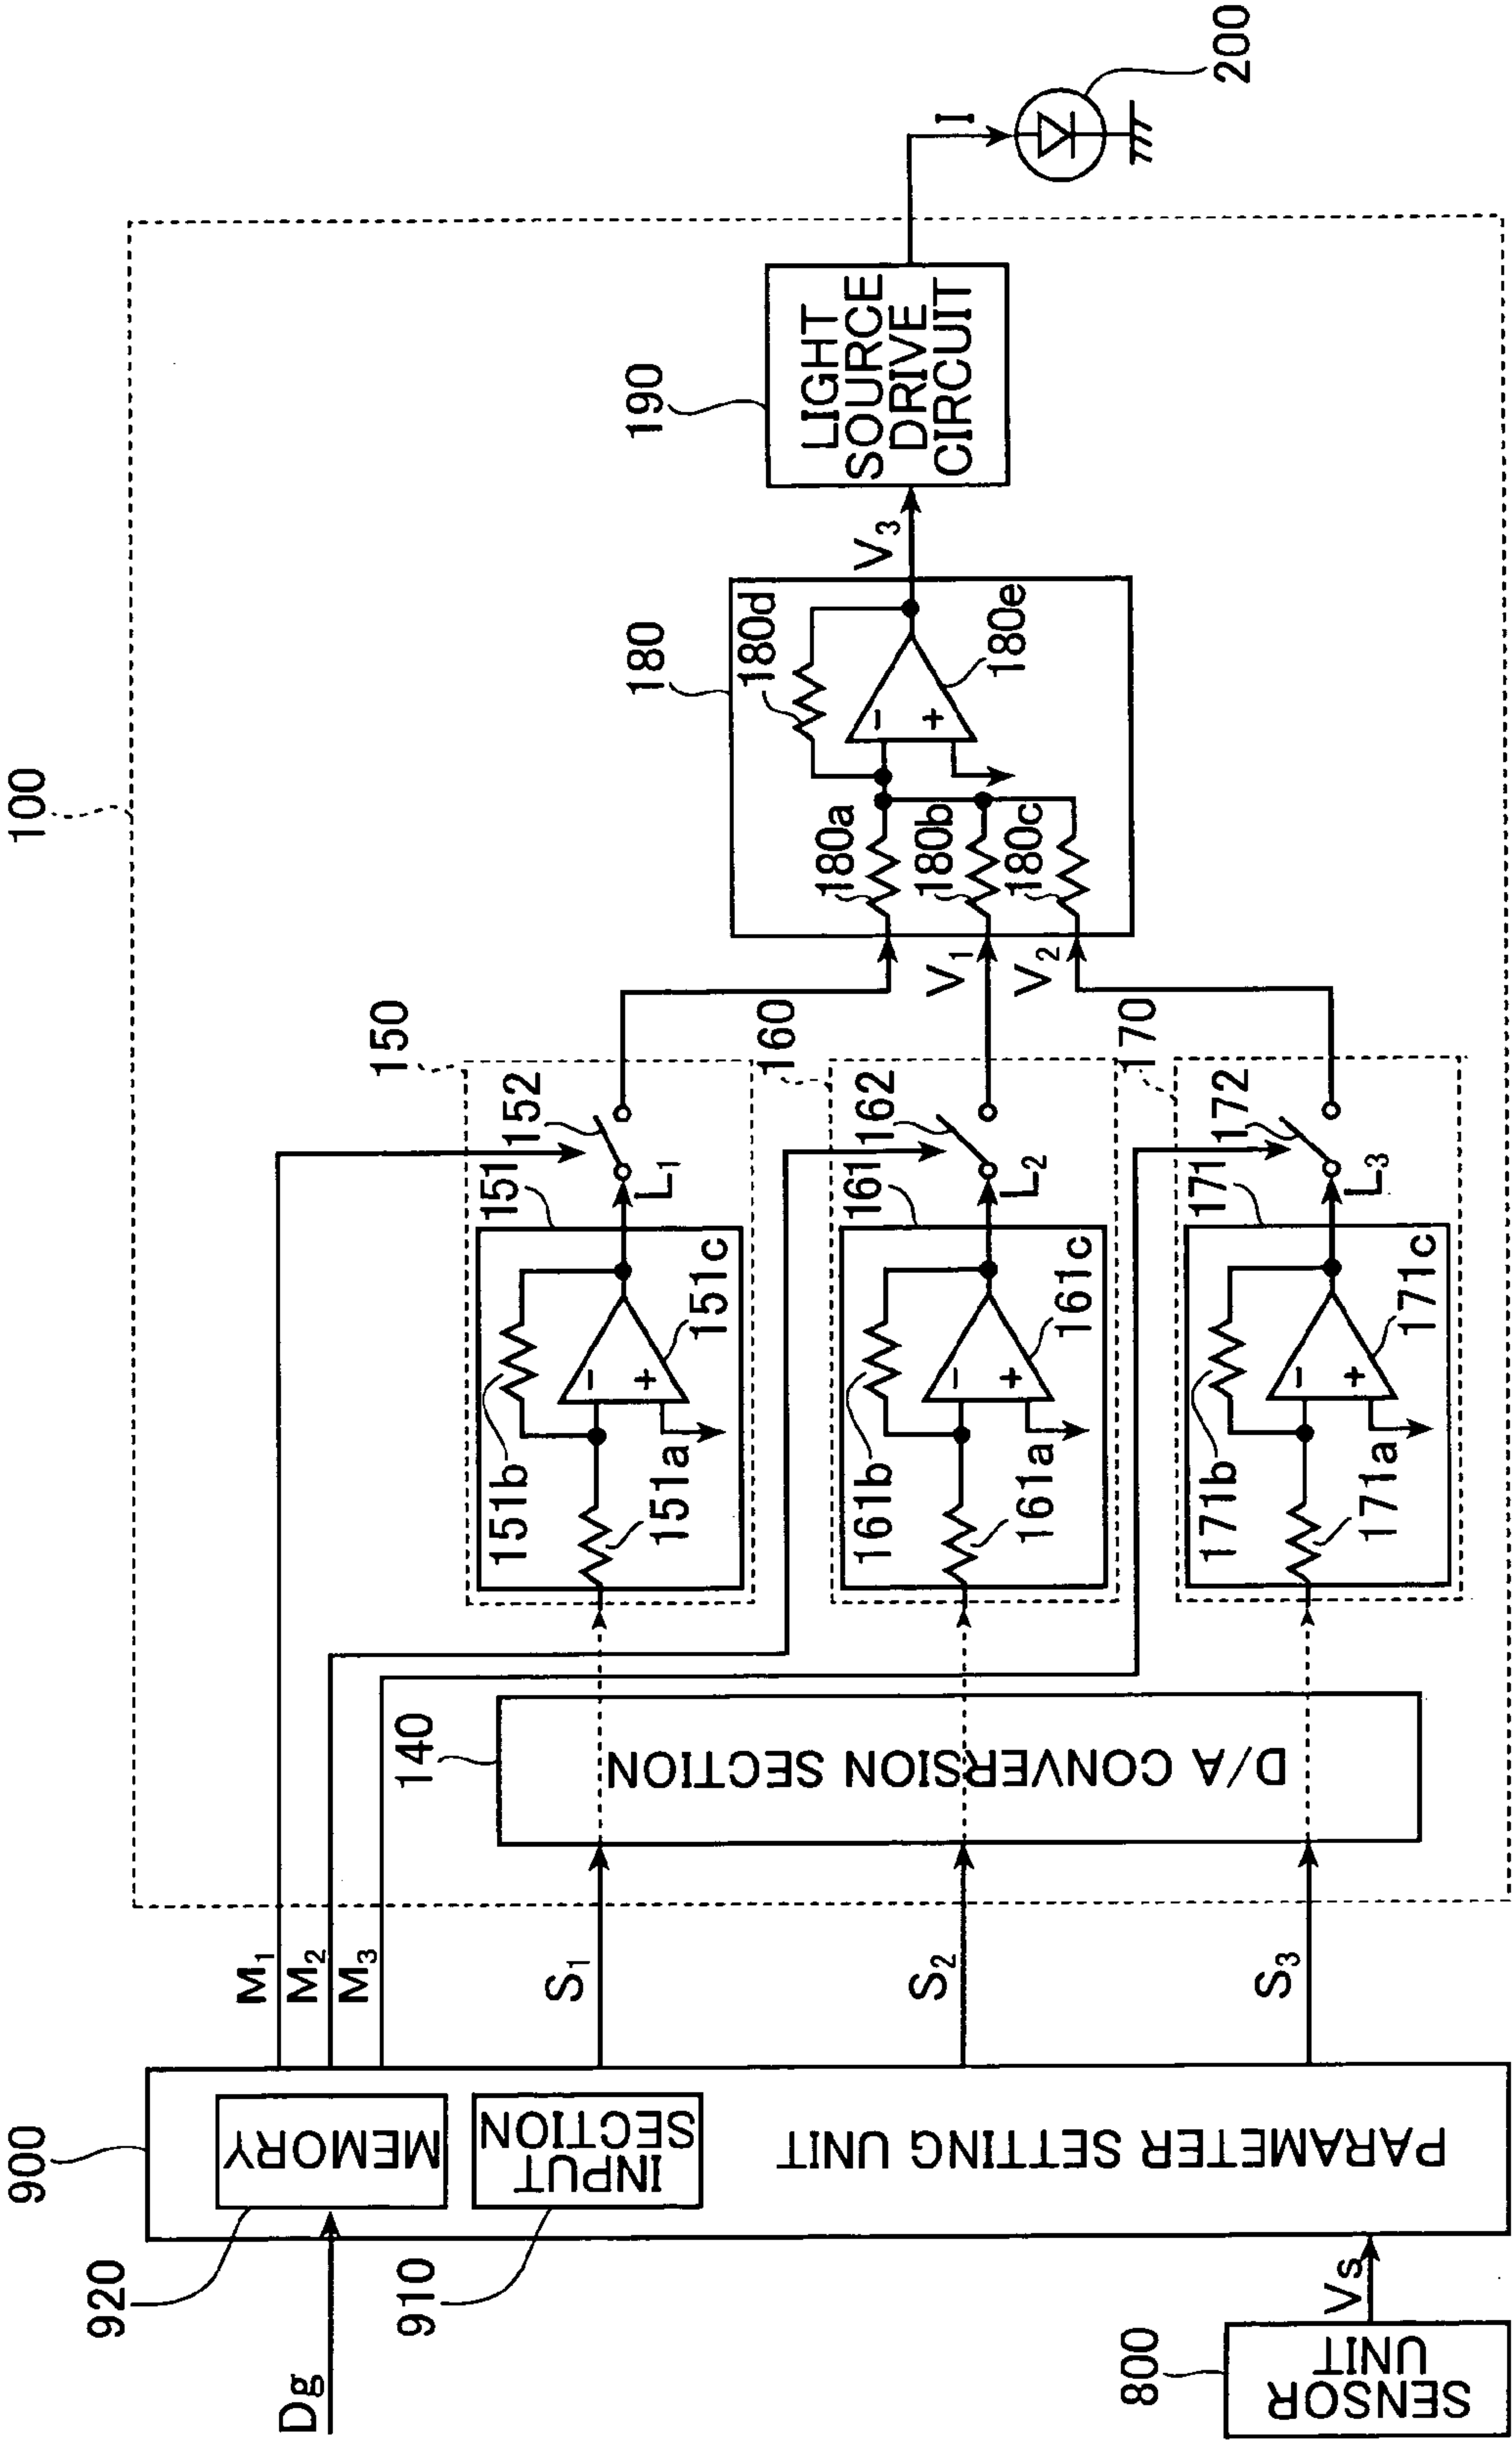 100
900
920
MEMORY
Dg
910
INPUT
SECTION
PARAMETER SETTING UNIT
800
SENSOR
UNIT
Vs
M1
M2
M3
S1
S2
S3
140
D/A CONVERSION SECTION
150
151
152
151b
151a
151c
L1
160
161
162
161b
161a
161c
L2
170
171
172
171b
171a
171c
L3
V1
V2
180
180a
180b
180c
180d
180e
V3
190
LIGHT
SOURCE
DRIVE
CIRCUIT
I
200
- 
+
-
+
-
+
-
+